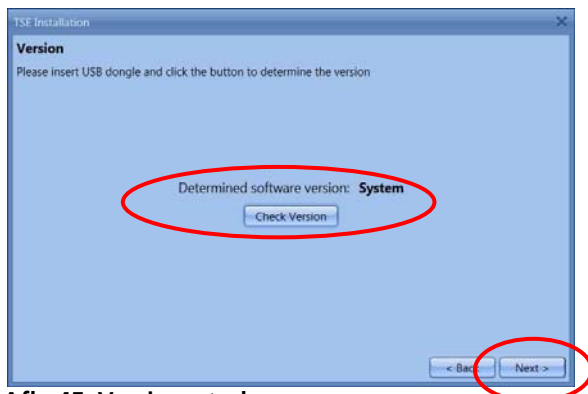 TSE Installation
Version
Please insert USB dongle and click the button to determine the version
Determined software version: System
Check Version
< Back
Next >